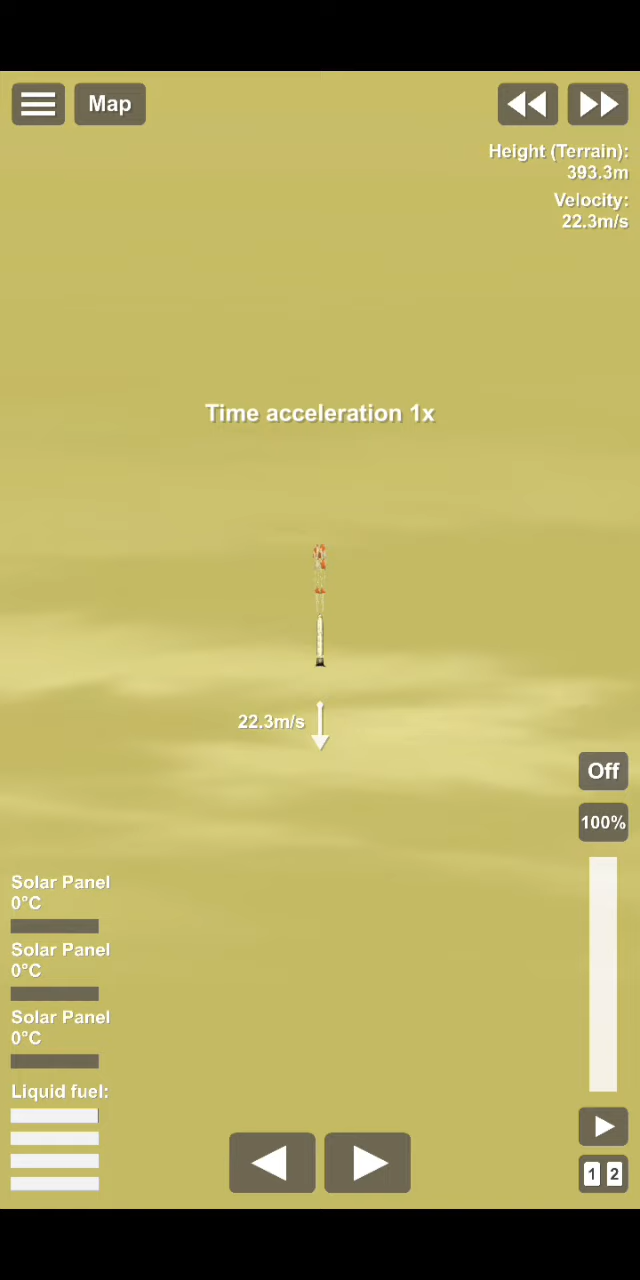 Map
Height (Terrain):
393.3m
Velocity:
22.3m/s
Time acceleration 1x
22.3m/s
Off
100%
Solar Panel
0°C
Solar Panel
0°C
Solar Panel
0°C
Liquid fuel:
1 2